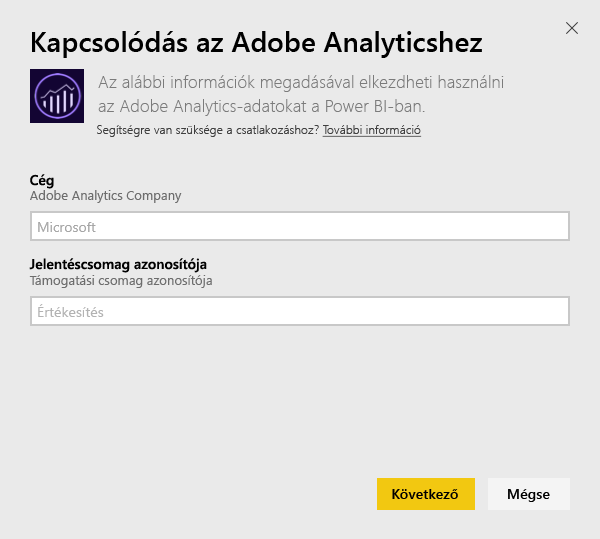 Kapcsolódás az Adobe Analyticshez
Az alábbi információk megadásával elkezdheti használni
az Adobe Analytics-adatokat a Power BI-ban.
Segítségre van szüksége a csatlakozáshoz? További információ
Cég
Adobe Analytics Company
Microsoft
Jelentéscsomag azonosítója
Támogatási csomag azonosítója
Értékesítés
Következő
Mégse